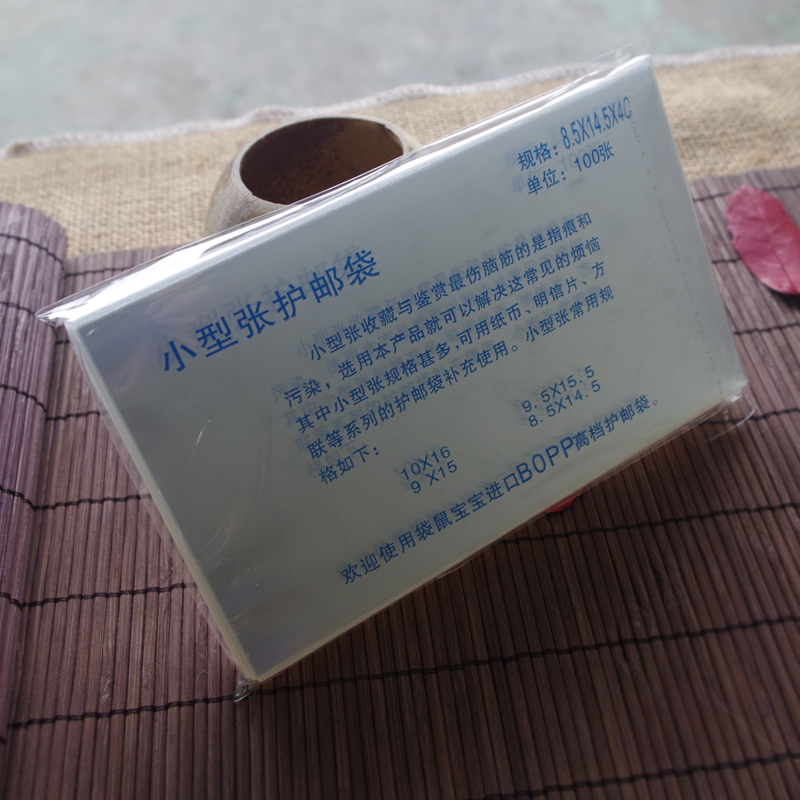 规格：8.5X14.5X4C
单位：100张
小型张护邮袋
小型张收藏与鉴赏最伤脑筋的是指痕和
污染，选用本产品就可以解决这常见的烦恼
其中小型张规格甚多，可用纸币、明信片、方
联等系列的护邮袋补充使用。小型张常用规
格如下：
10X16 9.5X15.5
9X15 8.5X14.5
欢迎使用袋鼠宝宝进口BOPP高档护邮袋。